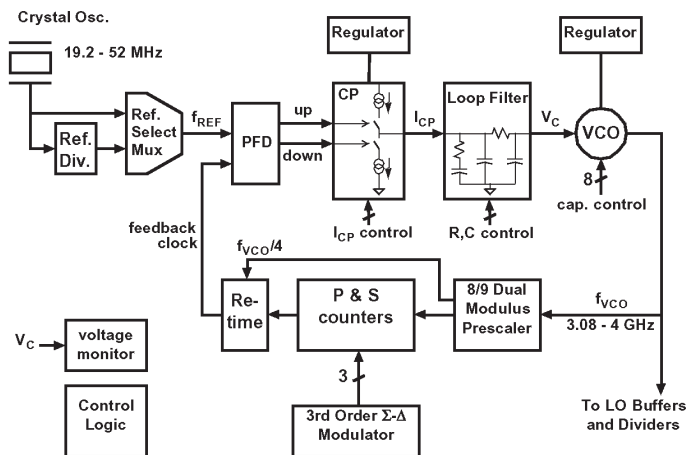 Crystal Osc.
19.2 - 52 MHz
Ref.
Div.
Ref.
Select
Mux
fREF
PFD
up
down
feedback
clock
Regulator
CP
ICP
ICP control
Loop Filter
R,C control
VC
Regulator
VCO
8
cap. control
fVCO/4
Re-
time
P & S
counters
8/9 Dual
Modulus
Prescaler
fVCO
3.08 - 4 GHz
3
3rd Order Σ-Δ
Modulator
VC
voltage
monitor
Control
Logic
To LO Buffers
and Dividers